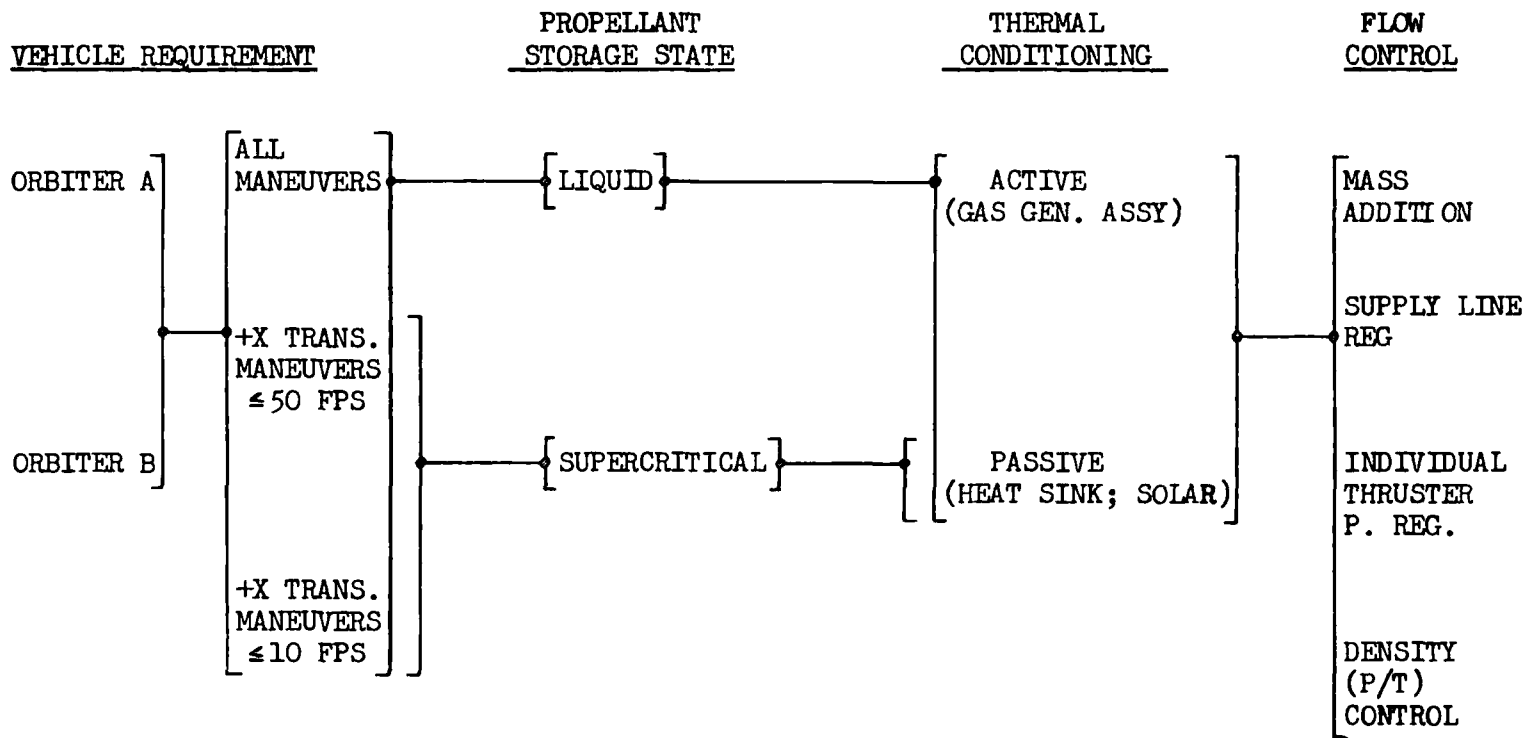 VEHICLE REQUIREMENT
PROPELLANT
STORAGE STATE
THERMAL
CONDITIONING
FLOW
CONTROL
ORBITER A
ORBITER B
ALL
MANEUVERS
+X TRANS.
MANEUVERS
≤50 FPS
+X TRANS.
MANEUVERS
≤10 FPS
LIQUID
SUPERCRITICAL
ACTIVE
(GAS GEN. ASSY)
PASSIVE
(HEAT SINK; SOLAR)
MASS
ADDITION
SUPPLY LINE
REG
INDIVIDUAL
THRUSTER
P. REG.
DENSITY
(P/T)
CONTROL